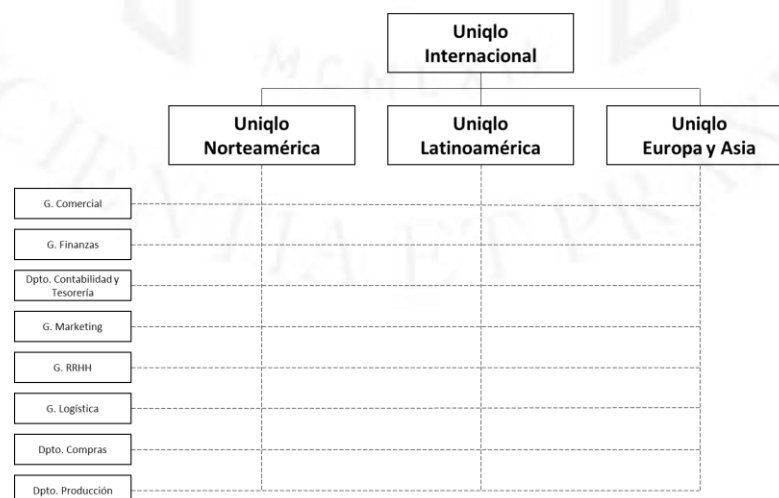 Uniqlo
Internacional
Uniqlo
Norteamérica
Uniqlo
Latinoamérica
Uniqlo
Europa y Asia
G. Comercial
G. Finanzas
Dpto. Contabilidad y
Tesorería
G. Marketing
G. RRHH
G. Logística
Dpto. Compras
Dpto. Producción